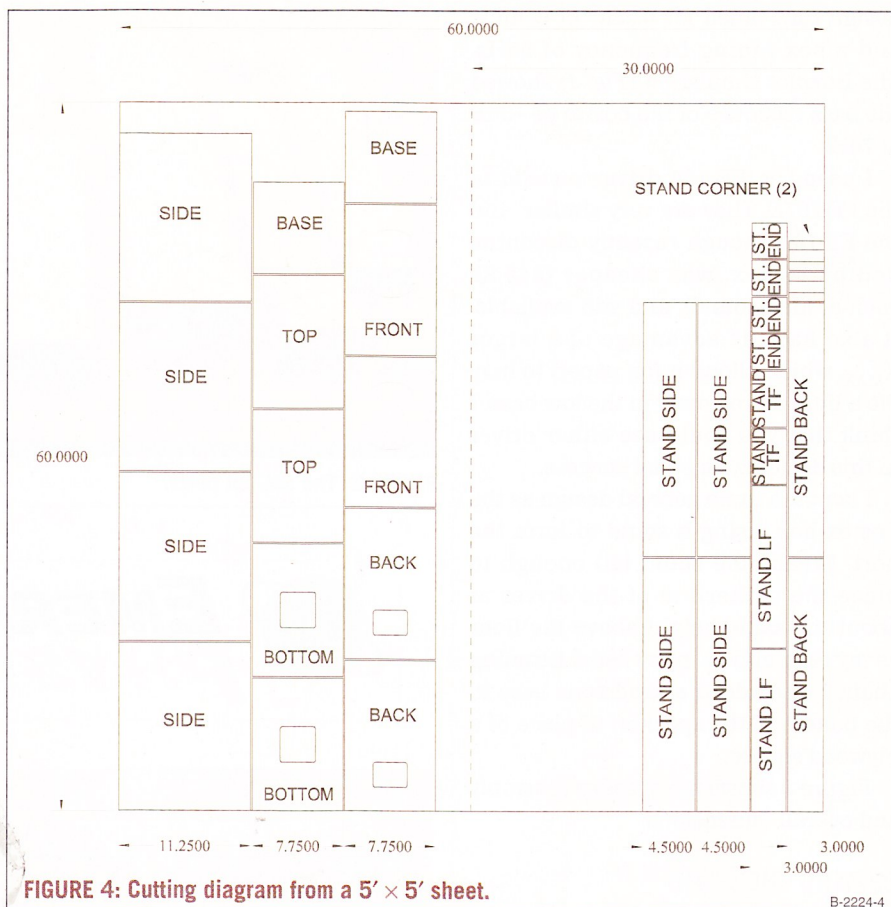 60.0000
30.0000
BASE
STAND CORNER (2)
SIDE
BASE
ST. END
ST. END
TOP
FRONT
ST. END
ST. END
SIDE
STAND SIDE
STAND SIDE
STAND TF
STAND BACK
60.0000
TOP
STAND TF
FRONT
SIDE
BACK
STAND LF
BOTTOM
SIDE
BACK
STAND SIDE
STAND SIDE
STAND LF
STAND BACK
BOTTOM
11.2500
7.7500
7.7500
4.5000
4.5000
3.0000
3.0000
FIGURE 4: Cutting diagram from a 5′ × 5′ sheet.
B-2224-4